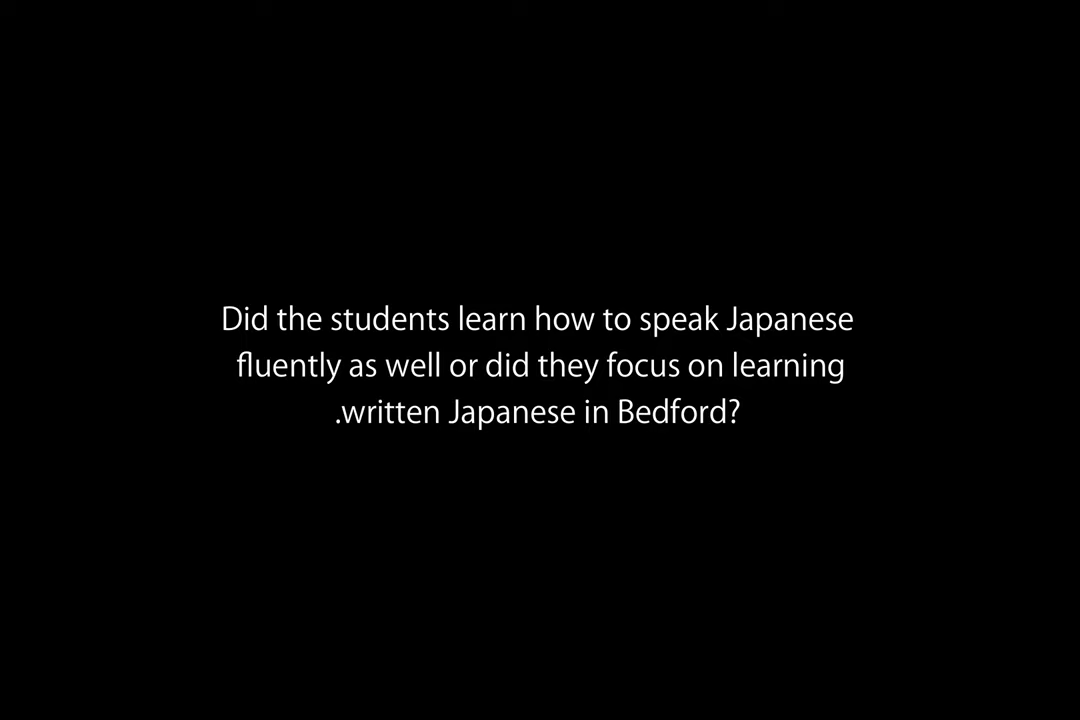 Did the students learn how to speak Japanese
fluently as well or did they focus on learning
.written Japanese in Bedford?